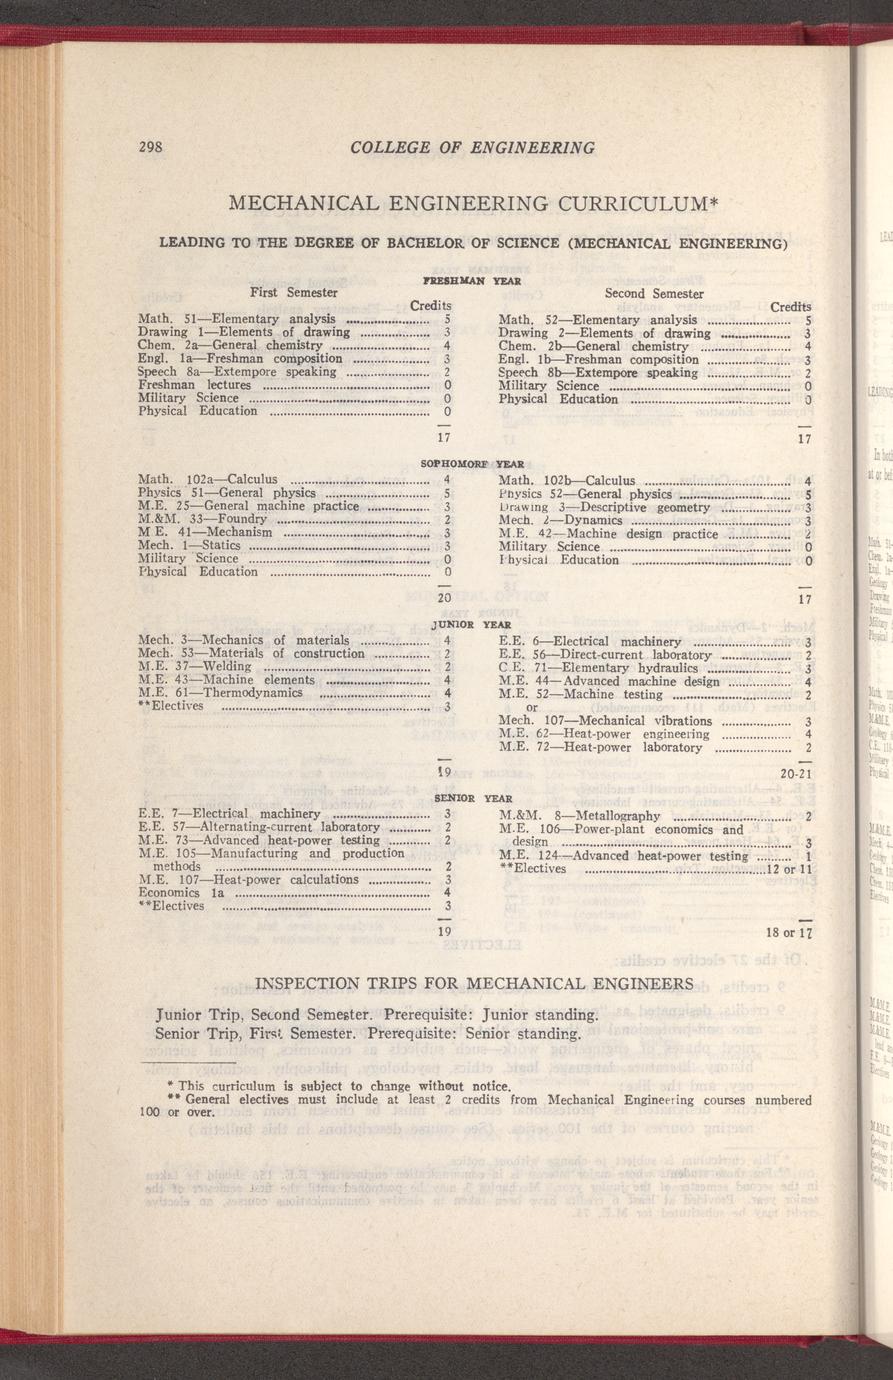 298
COLLEGE OF ENGINEERING
MECHANICAL ENGINEERING CURRICULUM*
LEADING TO THE DEGREE OF BACHELOR OF SCIENCE (MECHANICAL ENGINEERING)
FRESHMAN YEAR
First Semester
Credits
Math. 51—Elementary analysis ........................ 5
Drawing 1—Elements of drawing .................... 3
Chem. 2a—General chemistry ............................ 4
Engl. 1a—Freshman composition ...................... 3
Speech 8a—Extempore speaking ........................ 2
Freshman lectures ................................................ 0
Military Science .................................................... 0
Physical Education .............................................. 0
17
Second Semester
Credits
Math. 52—Elementary analysis ........................ 5
Drawing 2—Elements of drawing .................... 3
Chem. 2b—General chemistry .......................... 4
Engl. 1b—Freshman composition ........................ 3
Speech 8b—Extempore speaking ........................ 2
Military Science .................................................... 0
Physical Education ................................................ 0
17
SOPHOMORE YEAR
Math. 102a—Calculus ........................................ 4
Physics 51—General physics .............................. 5
M.E. 25—General machine practice .................. 3
M.&M. 33—Foundry ............................................ 2
M E. 41—Mechanism .......................................... 3
Mech. 1—Statics .................................................... 3
Military Science .................................................... 0
Physical Education .............................................. 0
20
Math. 102b—Calculus .......................................... 4
Physics 52—General physics ................................ 5
Drawing 3—Descriptive geometry .................... 3
Mech. 2—Dynamics .............................................. 3
M.E. 42—Machine design practice .................. 2
Military Science .................................................... 0
Physical Education .............................................. 0
17
JUNIOR YEAR
Mech. 3—Mechanics of materials .................... 4
Mech. 53—Materials of construction .................. 2
M.E. 37—Welding ................................................ 2
M.E. 43—Machine elements .............................. 4
M.E. 61—Thermodynamics ................................ 4
**Electives ............................................................ 3
19
E.E. 6—Electrical machinery ............................ 3
E.E. 56—Direct-current laboratory .................... 2
C.E. 71—Elementary hydraulics ........................ 3
M.E. 44—Advanced machine design .................. 4
M.E. 52—Machine testing .................................. 2
or
Mech. 107—Mechanical vibrations .................... 3
M.E. 62—Heat-power engineering .................... 4
M.E. 72—Heat-power laboratory ...................... 2
20-21
SENIOR YEAR
E.E. 7—Electrical machinery ............................ 3
E.E. 57—Alternating-current laboratory ............ 2
M.E. 73—Advanced heat-power testing ............ 2
M.E. 105—Manufacturing and production
methods .............................................................. 2
M.E. 107—Heat-power calculations .................. 3
Economics 1a ........................................................ 4
**Electives ............................................................ 3
19
M.&M. 8—Metallography .................................. 2
M.E. 106—Power-plant economics and
design .................................................................. 3
M.E. 124—Advanced heat-power testing .......... 1
**Electives ....................................................12 or 11
18 or 17
INSPECTION TRIPS FOR MECHANICAL ENGINEERS
Junior Trip, Second Semester. Prerequisite: Junior standing.
Senior Trip, First Semester. Prerequisite: Senior standing.
* This curriculum is subject to change without notice.
** General electives must include at least 2 credits from Mechanical Engineering courses numbered
100 or over.